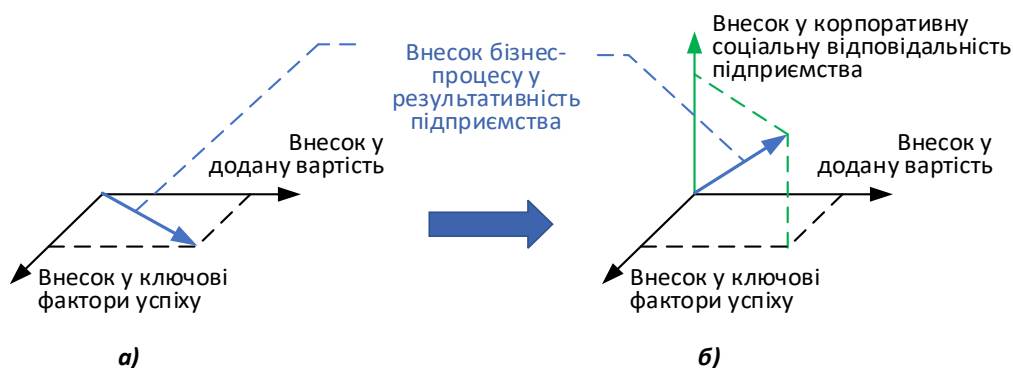 Внесок бізнес-
процесу у
результативність
підприємства
Внесок у корпоративну
соціальну відповідальність
підприємства
Внесок у
додану вартість
Внесок у
додану вартість
Внесок у ключові
фактори успіху
Внесок у ключові
фактори успіху
а)
б)